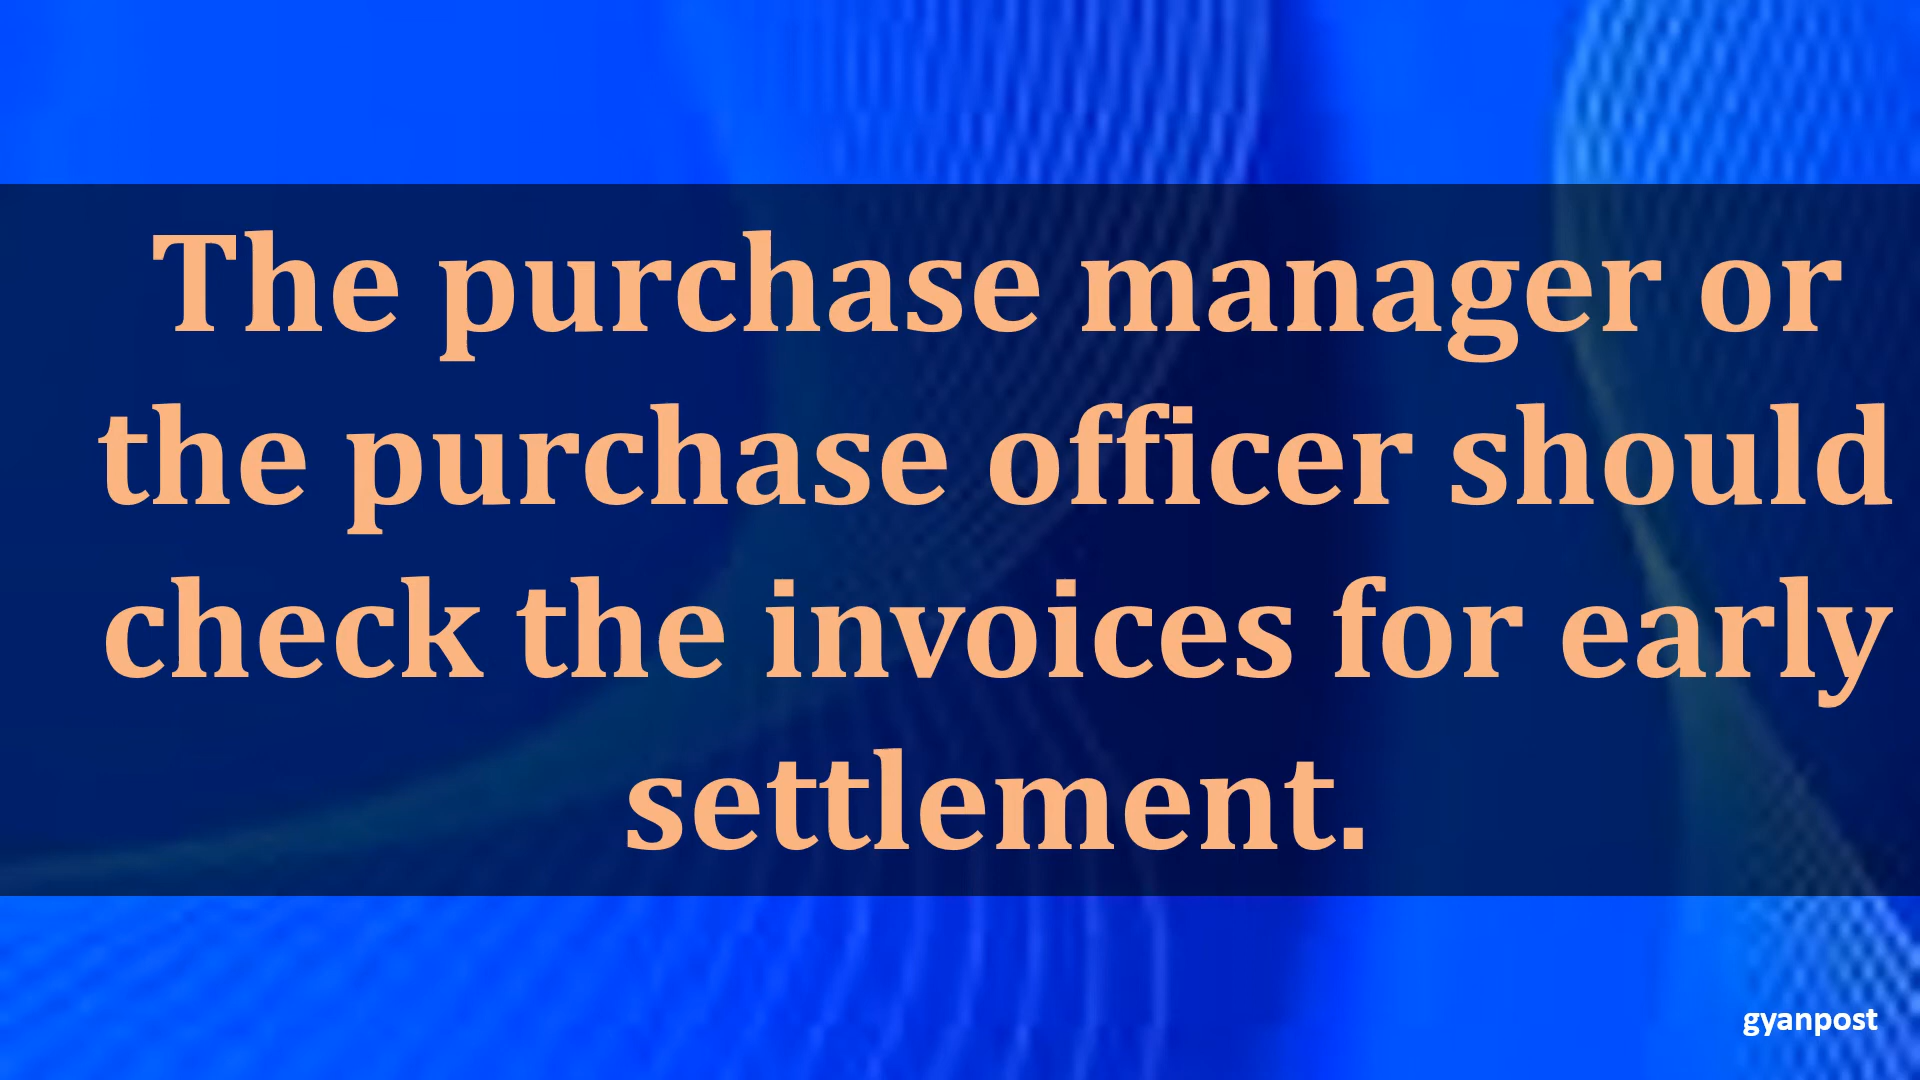 The purchase manager or
the purchase officer should
check the invoices for early
settlement.
gyanpost